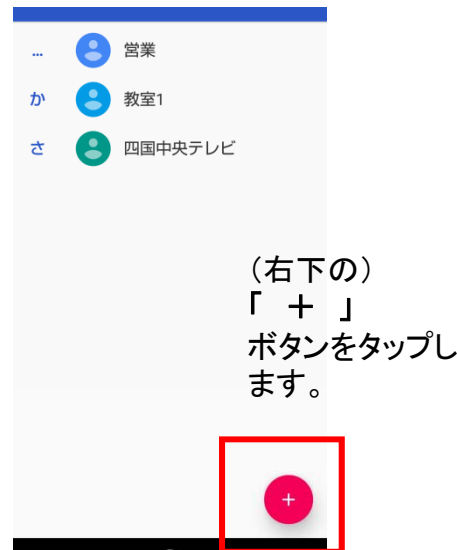 … 営業
か 教室1
さ 四国中央テレビ
（右下の）
「 ＋ 」
ボタンをタップし
ます。
+